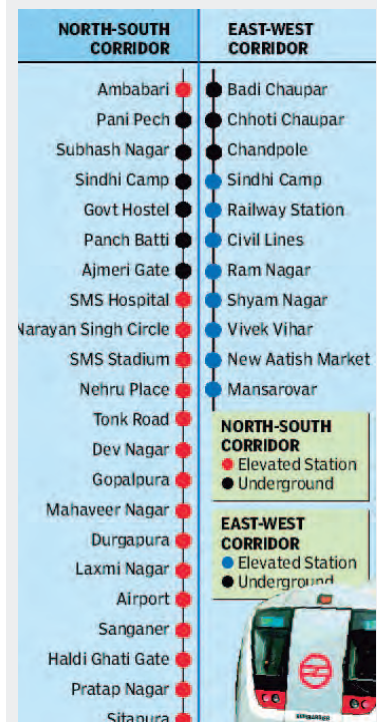 NORTH-SOUTH
CORRIDOR
Ambabari
Pani Pech
Subhash Nagar
Sindhi Camp
Govt Hostel
Panch Batti
Ajmeri Gate
SMS Hospital
Narayan Singh Circle
SMS Stadium
Nehru Place
Tonk Road
Dev Nagar
Gopalpura
Mahaveer Nagar
Durgapura
Laxmi Nagar
Airport
Sanganer
Haldi Ghati Gate
Pratap Nagar
Sitapura
EAST-WEST
CORRIDOR
Badi Chaupar
Chhoti Chaupar
Chandpole
Sindhi Camp
Railway Station
Civil Lines
Ram Nagar
Shyam Nagar
Vivek Vihar
New Aatish Market
Mansarovar
NORTH-SOUTH
CORRIDOR
Elevated Station
Underground
EAST-WEST
CORRIDOR
Elevated Station
Underground